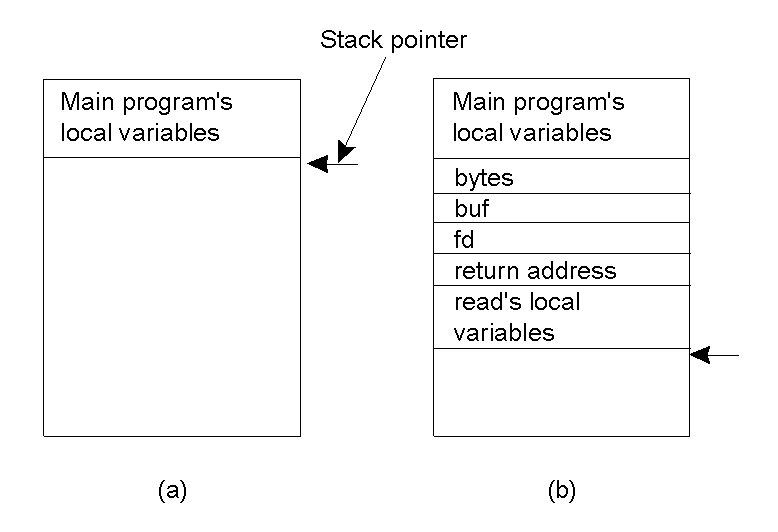 Stack pointer
Main program's
local variables
Main program's
local variables
bytes
buf
fd
return address
read's local
variables
(a)
(b)